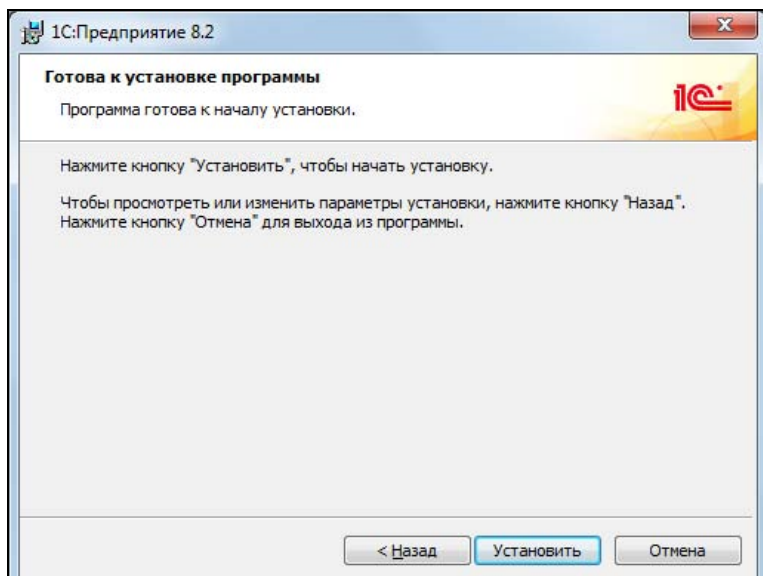 1С:Предприятие 8.2
Готова к установке программы
Программа готова к началу установки.
1С
Нажмите кнопку "Установить", чтобы начать установку.
Чтобы просмотреть или изменить параметры установки, нажмите кнопку "Назад".
Нажмите кнопку "Отмена" для выхода из программы.
< Назад Установить Отмена